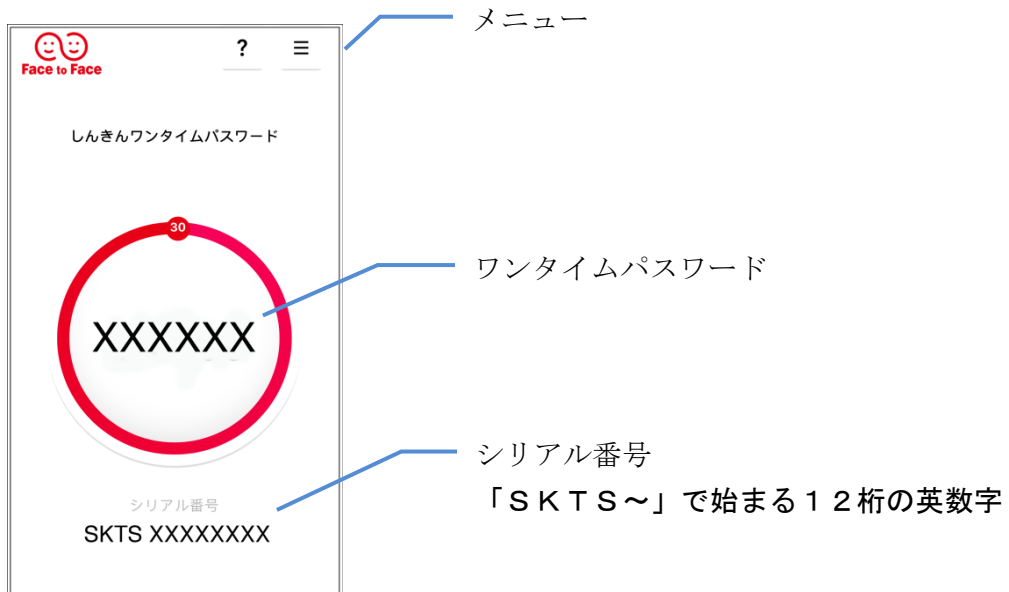 メニュー
Face to Face
?
しんきんワンタイムパスワード
30
ワンタイムパスワード
XXXXXX
シリアル番号
「ＳＫＴＳ～」で始まる１２桁の英数字
シリアル番号
SKTS XXXXXXXX